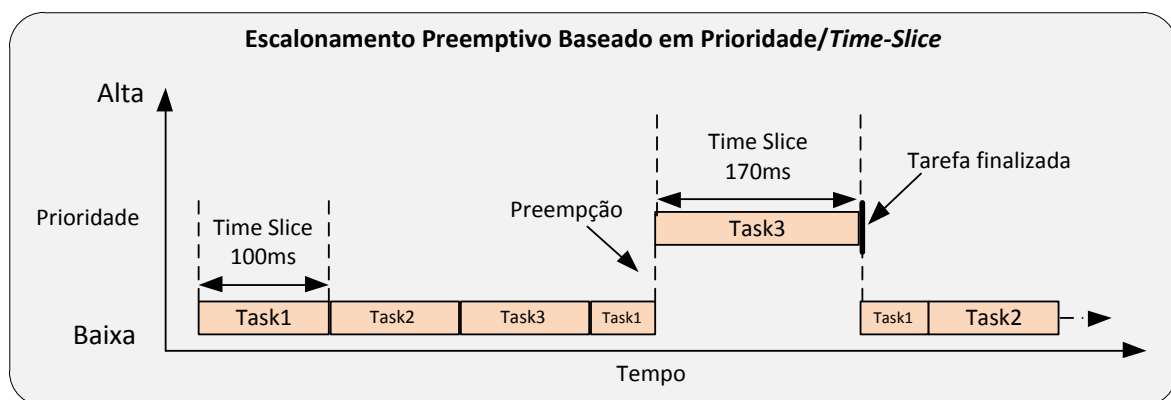 Escalonamento Preemptivo Baseado em Prioridade/Time-Slice
Alta
Time Slice
170ms
Tarefa finalizada
Preempção
Prioridade
Time Slice
100ms
Task3
Task1
Task2
Task3
Task1
Task1
Task2
Baixa
Tempo